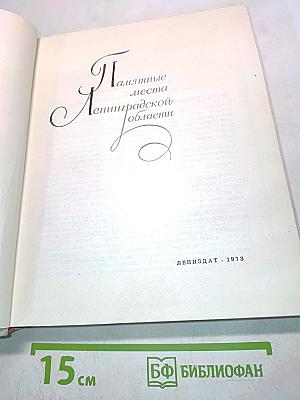 Памятные
места
Ленинградской
области
ЛЕНИЗДАТ · 1973
15 см
БФ БИБЛИОФАН